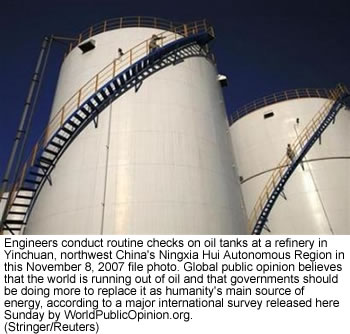 Engineers conduct routine checks on oil tanks at a refinery in
Yinchuan, northwest China's Ningxia Hui Autonomous Region in
this November 8, 2007 file photo. Global public opinion believes
that the world is running out of oil and that governments should
be doing more to replace it as humanity's main source of
energy, according to a major international survey released here
Sunday by WorldPublicOpinion.org.
(Stringer/Reuters)